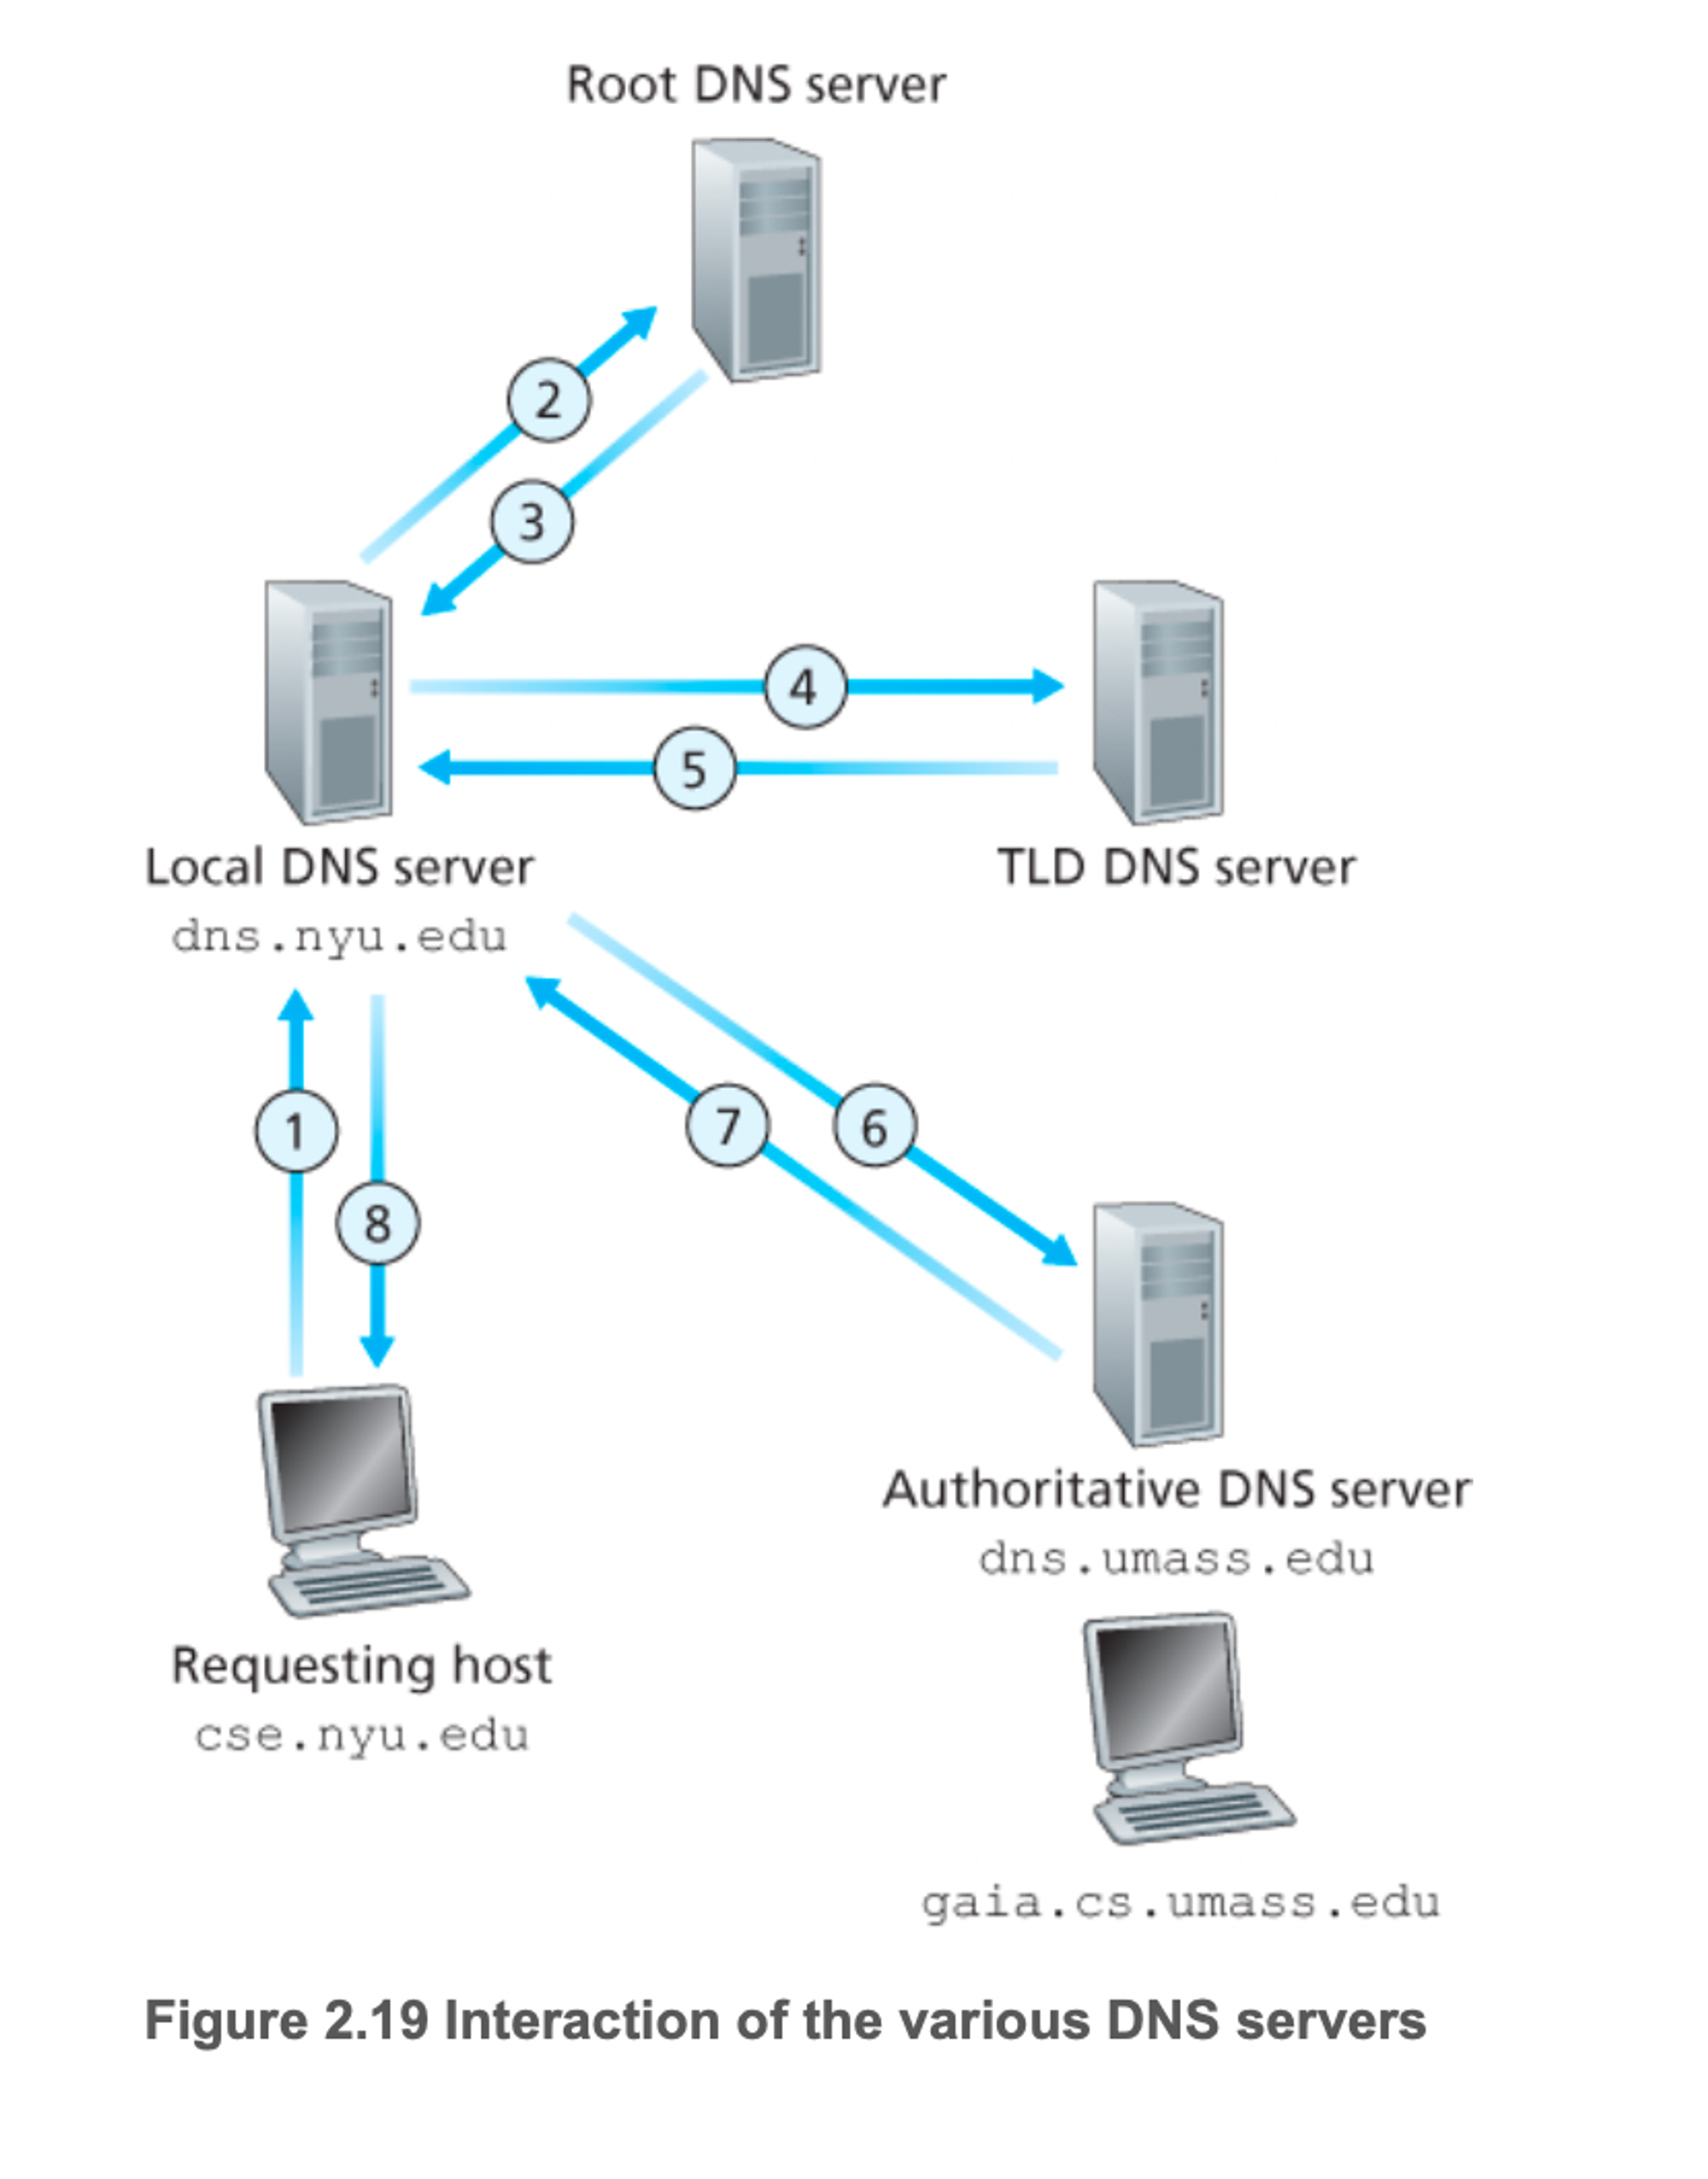 Root DNS server
2
3
4
5
Local DNS server
dns.nyu.edu
TLD DNS server
1
8
7
6
Authoritative DNS server
dns.umass.edu
Requesting host
cse.nyu.edu
gaia.cs.umass.edu
Figure 2.19 Interaction of the various DNS servers